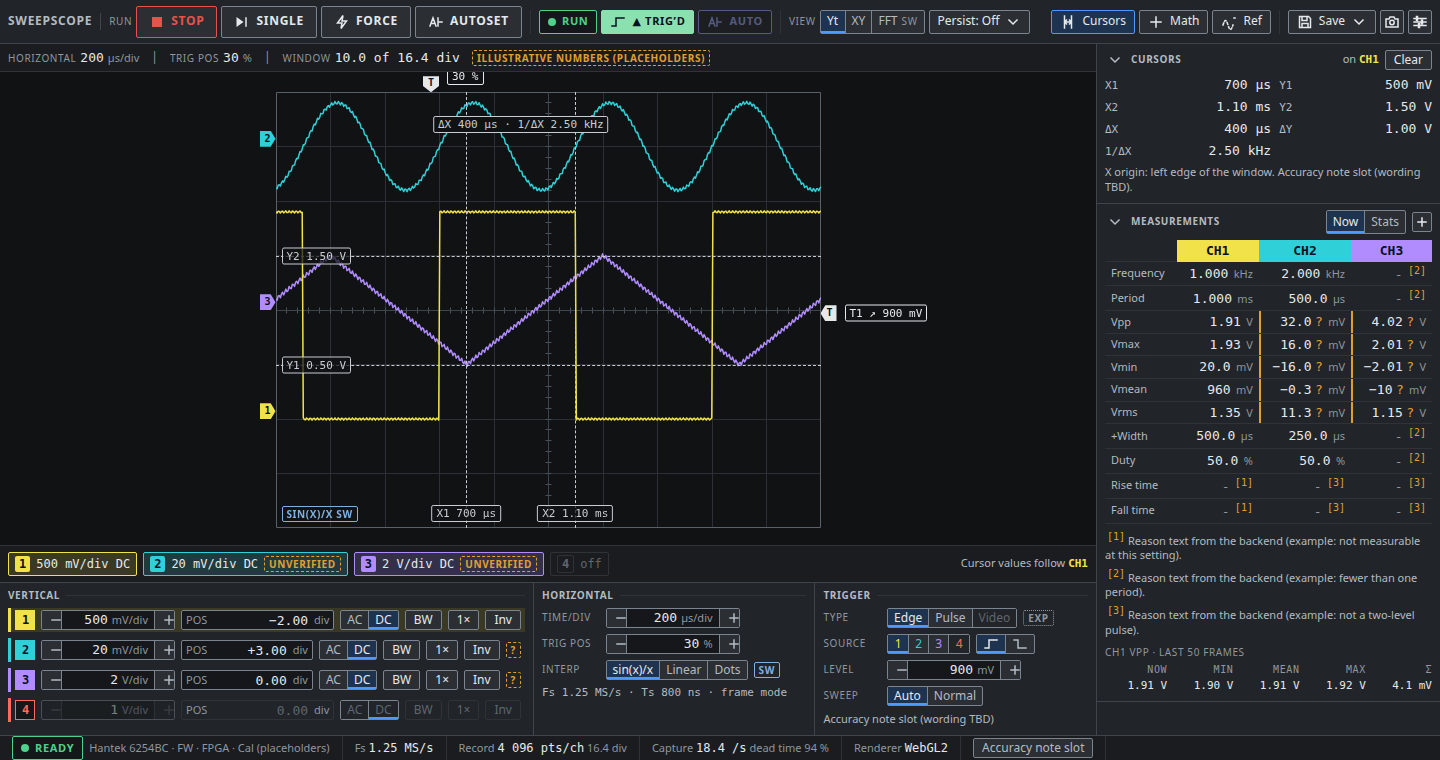 SWEEPSCOPE RUN STOP SINGLE FORCE AUTOSET RUN ▲ TRIG'D AUTO VIEW Yt XY FFT SW Persist: Off Cursors Math Ref Save
HORIZONTAL 200 µs/div | TRIG POS 30 % | WINDOW 10.0 of 16.4 div ILLUSTRATIVE NUMBERS (PLACEHOLDERS)
T 30 %
2
ΔX 400 µs · 1/ΔX 2.50 kHz
Y2 1.50 V
3
T T1 ↗ 900 mV
Y1 0.50 V
1
SIN(X)/X SW X1 700 µs X2 1.10 ms
1 500 mV/div DC 2 20 mV/div DC UNVERIFIED 3 2 V/div DC UNVERIFIED 4 off Cursor values follow CH1
VERTICAL
1 − 500 mV/div + POS −2.00 div AC DC BW 1× Inv
2 − 20 mV/div + POS +3.00 div AC DC BW 1× Inv ?
3 − 2 V/div + POS 0.00 div AC DC BW 1× Inv ?
4 − 1 V/div + POS 0.00 div AC DC BW 1× Inv
HORIZONTAL
TIME/DIV − 200 µs/div +
TRIG POS − 30 % +
INTERP sin(x)/x Linear Dots SW
Fs 1.25 MS/s · Ts 800 ns · frame mode
TRIGGER
TYPE Edge Pulse Video EXP
SOURCE 1 2 3 4
LEVEL − 900 mV +
SWEEP Auto Normal
Accuracy note slot (wording TBD)
CURSORS on CH1 Clear
X1 700 µs Y1 500 mV
X2 1.10 ms Y2 1.50 V
ΔX 400 µs ΔY 1.00 V
1/ΔX 2.50 kHz
X origin: left edge of the window. Accuracy note slot (wording
TBD).
MEASUREMENTS Now Stats +
CH1 CH2 CH3
Frequency 1.000 kHz 2.000 kHz - [2]
Period 1.000 ms 500.0 µs - [2]
Vpp 1.91 V 32.0 ? mV 4.02 ? V
Vmax 1.93 V 16.0 ? mV 2.01 ? V
Vmin 20.0 mV −16.0 ? mV −2.01 ? V
Vmean 960 mV −0.3 ? mV −10 ? mV
Vrms 1.35 V 11.3 ? mV 1.15 ? V
+Width 500.0 µs 250.0 µs - [2]
Duty 50.0 % 50.0 % - [2]
Rise time - [1] - [3] - [3]
Fall time - [1] - [3] - [3]
[1] Reason text from the backend (example: not measurable
at this setting).
[2] Reason text from the backend (example: fewer than one
period).
[3] Reason text from the backend (example: not a two-level
pulse).
CH1 VPP · LAST 50 FRAMES
NOW MIN MEAN MAX Σ
1.91 V 1.90 V 1.91 V 1.92 V 4.1 mV
READY Hantek 6254BC · FW · FPGA · Cal (placeholders) Fs 1.25 MS/s Record 4 096 pts/ch 16.4 div Capture 18.4 /s dead time 94 % Renderer WebGL2 Accuracy note slot